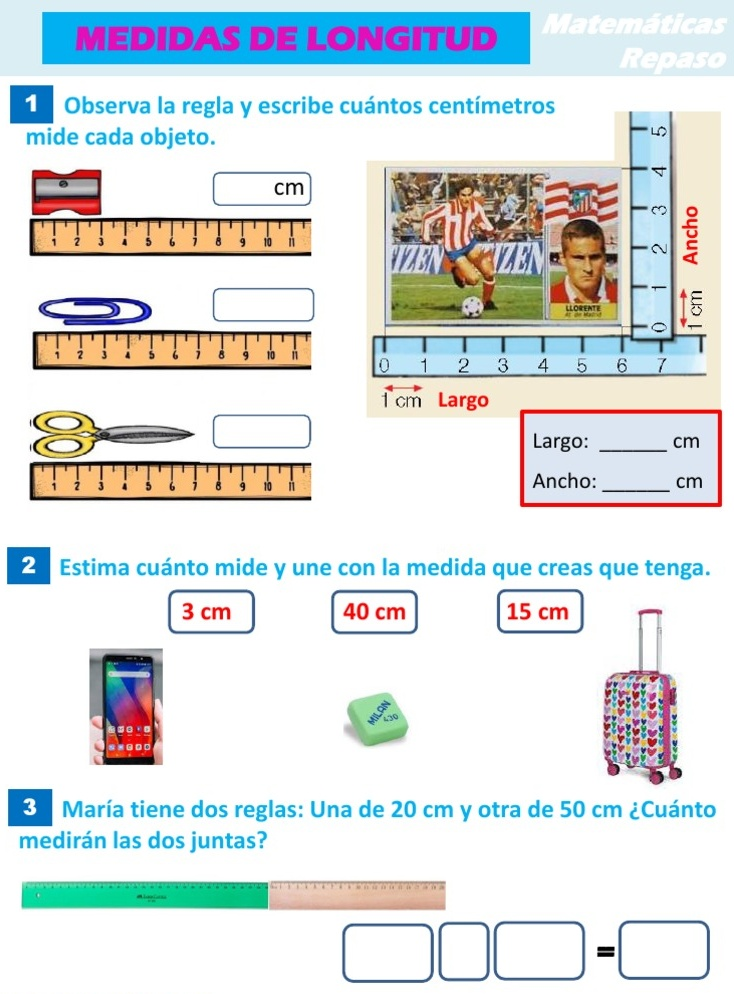 MEDIDAS DE LONGITUD
Matemáticas
Repaso
1 Observa la regla y escribe cuántos centímetros
mide cada objeto.
cm
1 2 3 4 5 6 7 8 9 10 11
1 2 3 4 5 6 7 8 9 10 11
1 2 3 4 5 6 7 8 9 10 11
IZEN
IZEN
LLORENTE
5
4
3
2
1
0
Ancho
1 cm
0 1 2 3 4 5 6 7
1 cm Largo
Largo: ______ cm
Ancho: ______ cm
2 Estima cuánto mide y une con la medida que creas que tenga.
3 cm
40 cm
15 cm
MILAN
430
3 María tiene dos reglas: Una de 20 cm y otra de 50 cm ¿Cuánto
medirán las dos juntas?
=